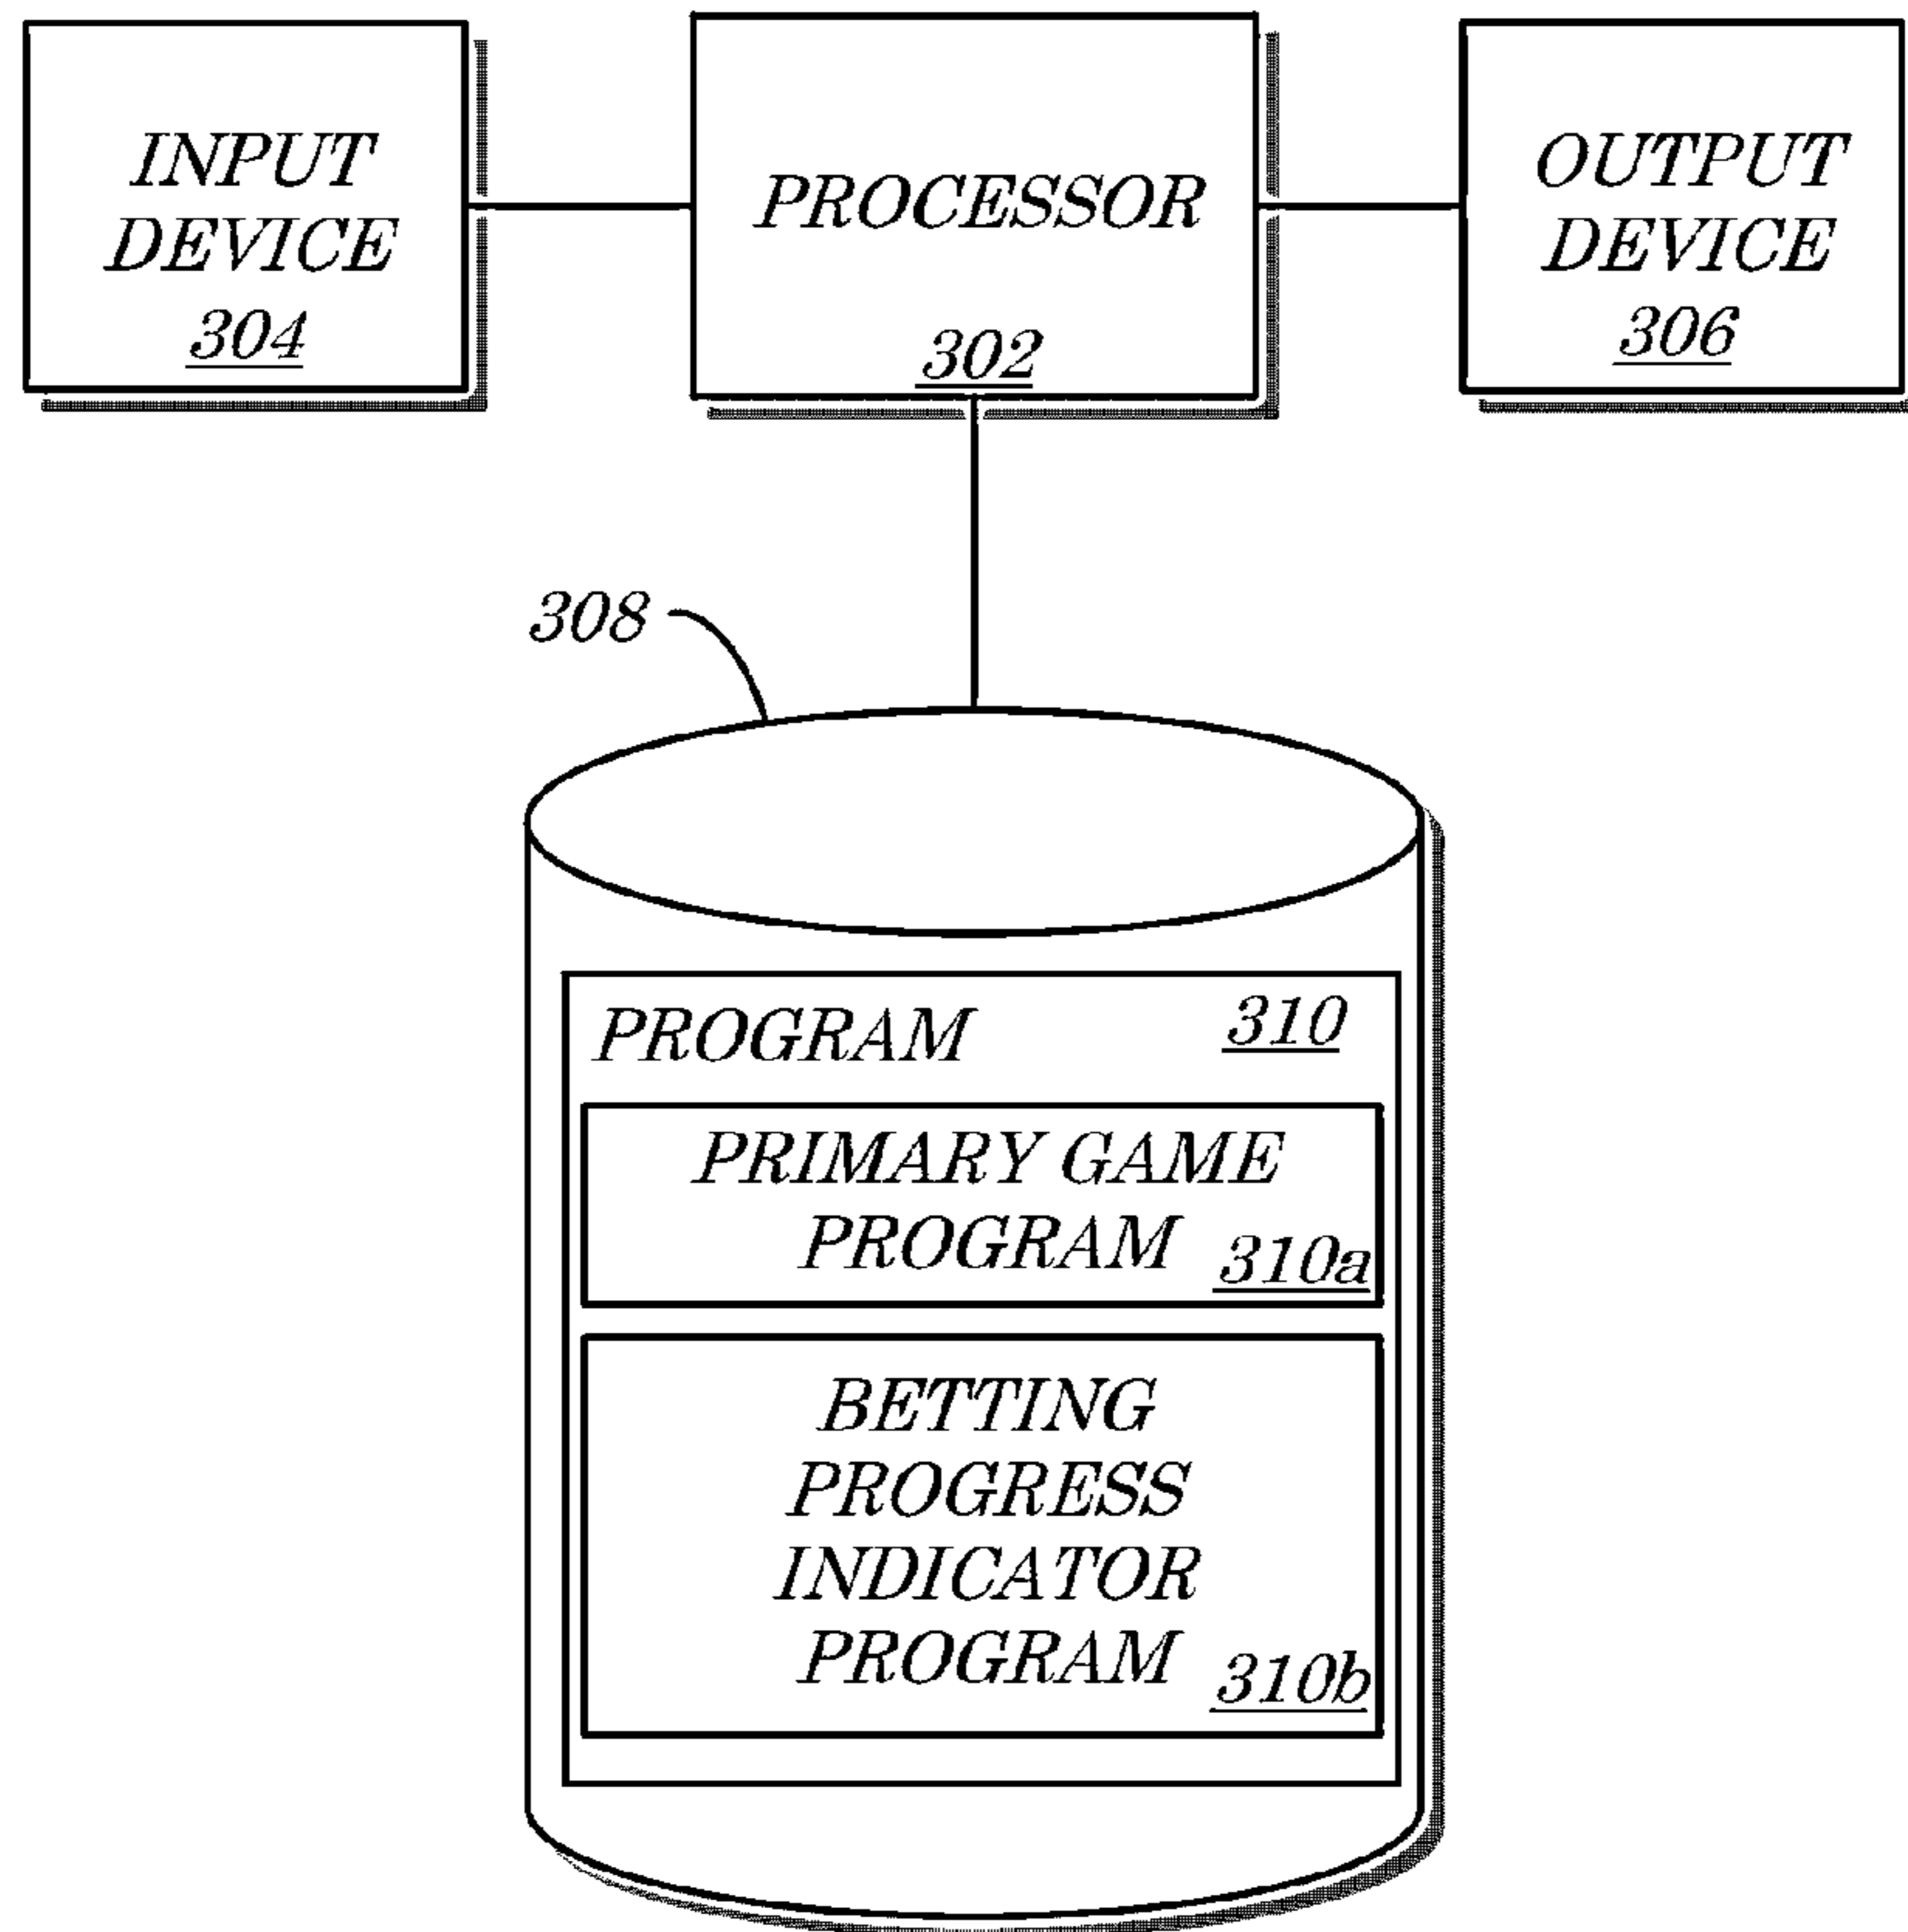 INPUT
DEVICE
304
PROCESSOR
302
OUTPUT
DEVICE
306
308
PROGRAM 310
PRIMARY GAME
PROGRAM 310a
BETTING
PROGRESS
INDICATOR
PROGRAM 310b